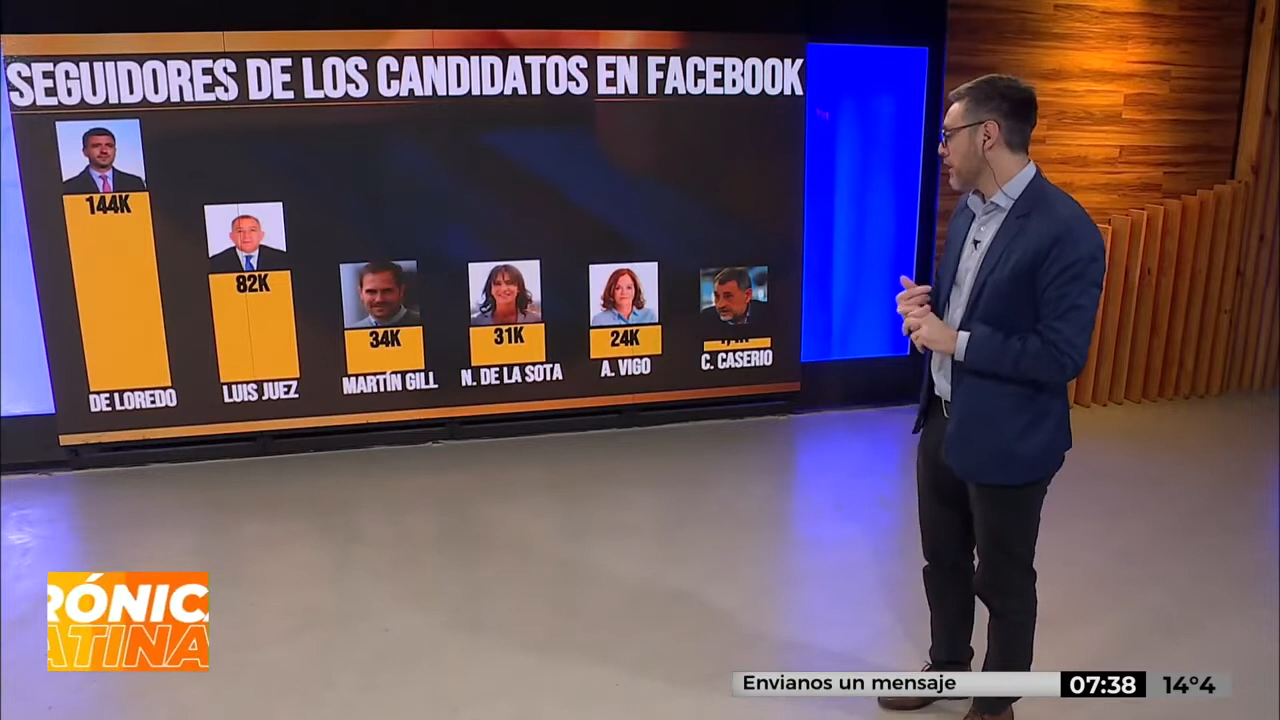 SEGUIDORES DE LOS CANDIDATOS EN FACEBOOK
144K
82K
34K
31K
24K
DE LOREDO
LUIS JUEZ
MARTÍN GILL
N. DE LA SOTA
A. VIGO
C. CASERIO
RÓNIC
ATINA
Envianos un mensaje
07:38
14°4